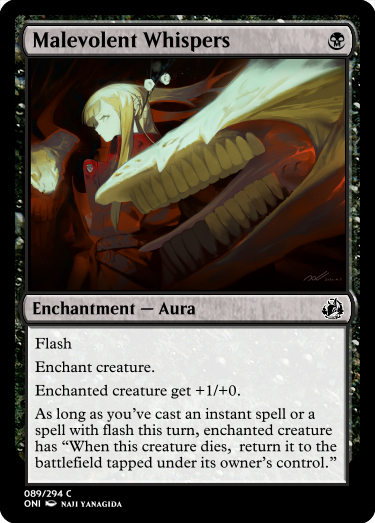 Malevolent Whispers
Enchantment — Aura
Flash
Enchant creature.
Enchanted creature get +1/+0.
As long as you’ve cast an instant spell or a
spell with flash this turn, enchanted creature
has “When this creature dies,  return it to the
battlefield tapped under its owner’s control.”
089/294 C
ONI NAJI YANAGIDA